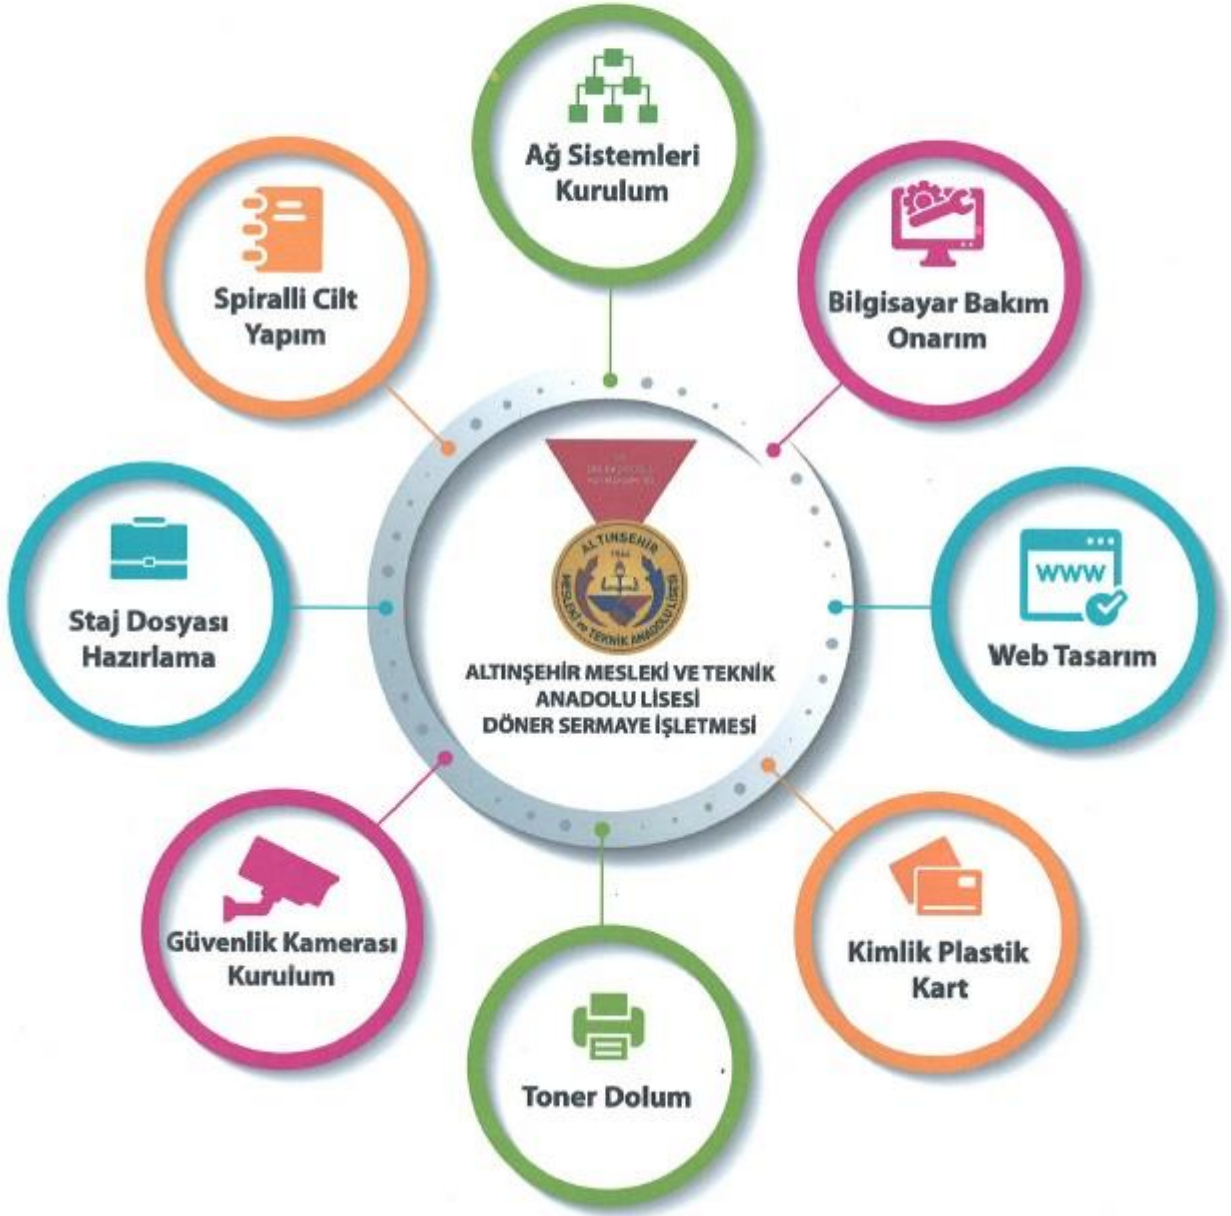 Ağ Sistemleri
Kurulum
Bilgisayar Bakım
Onarım
WWW
Web Tasarım
Kimlik Plastik
Kart
Toner Dolum
Güvenlik Kamerası
Kurulum
Staj Dosyası
Hazırlama
Spiralli Cilt
Yapım
ALTINŞEHİR
MESLEKİ ve TEKNİK ANADOLU LİSESİ
ALTINŞEHİR MESLEKİ VE TEKNİK
ANADOLU LİSESİ
DÖNER SERMAYE İŞLETMESİ